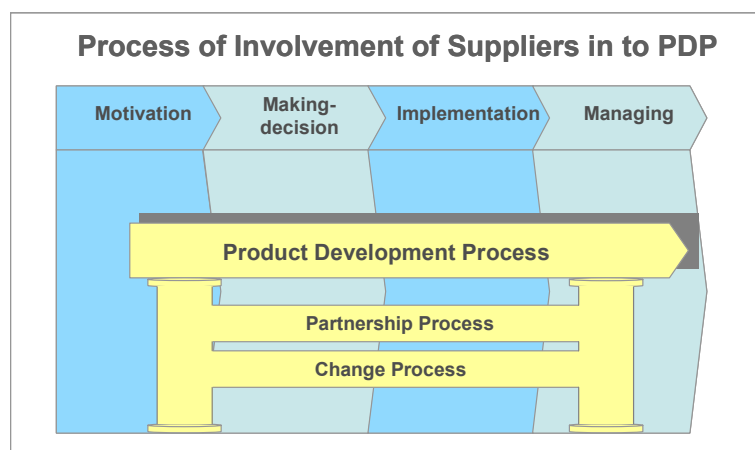 Process of Involvement of Suppliers in to PDP
Motivation
Making-
decision
Implementation
Managing
Product Development Process
Partnership Process
Change Process